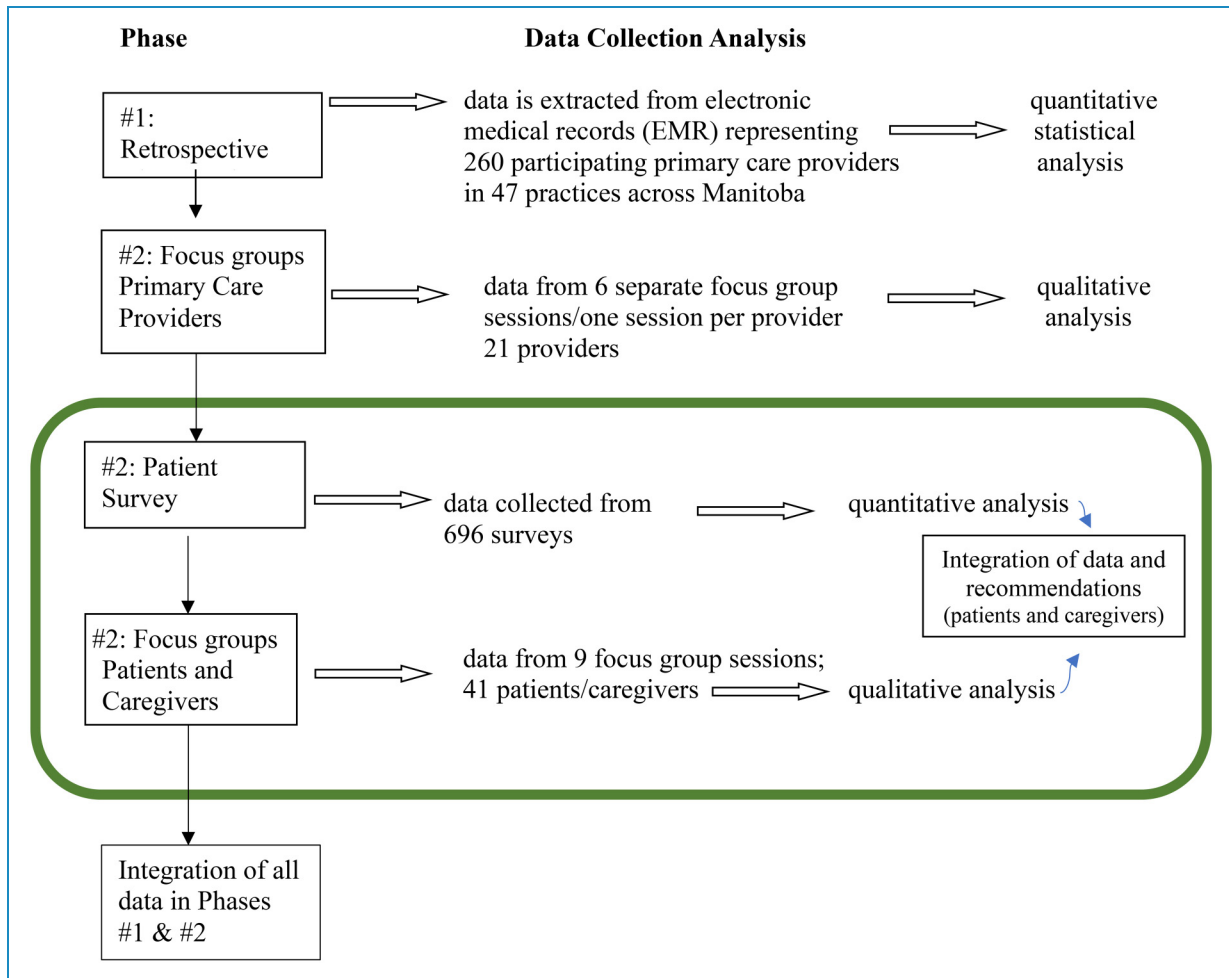 Phase
Data Collection Analysis
#1:
Retrospective
data is extracted from electronic
medical records (EMR) representing
260 participating primary care providers
in 47 practices across Manitoba
quantitative
statistical
analysis
#2: Focus groups
Primary Care
Providers
data from 6 separate focus group
sessions/one session per provider
21 providers
qualitative
analysis
#2: Patient
Survey
data collected from
696 surveys
quantitative analysis
Integration of data and
recommendations
(patients and caregivers)
#2: Focus groups
Patients and
Caregivers
data from 9 focus group sessions;
41 patients/caregivers
qualitative analysis
Integration of all
data in Phases
#1 & #2